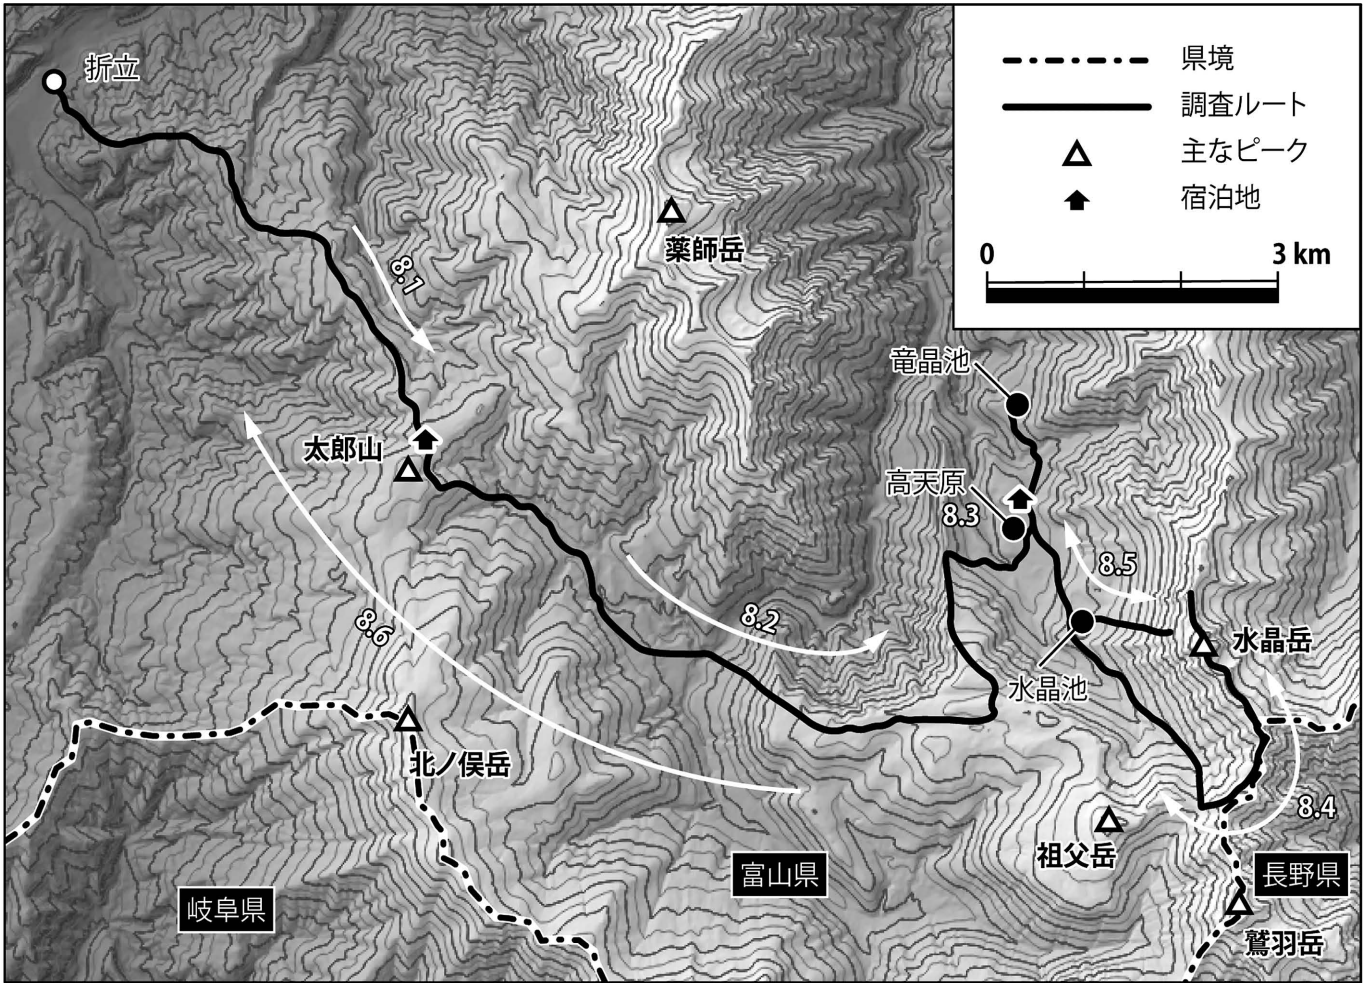 折立
県境
調査ルート
主なピーク
宿泊地
0
3 km
薬師岳
8.1
竜晶池
太郎山
高天原
8.3
8.5
8.2
8.6
水晶岳
水晶池
北ノ俣岳
8.4
祖父岳
富山県
長野県
岐阜県
鷲羽岳